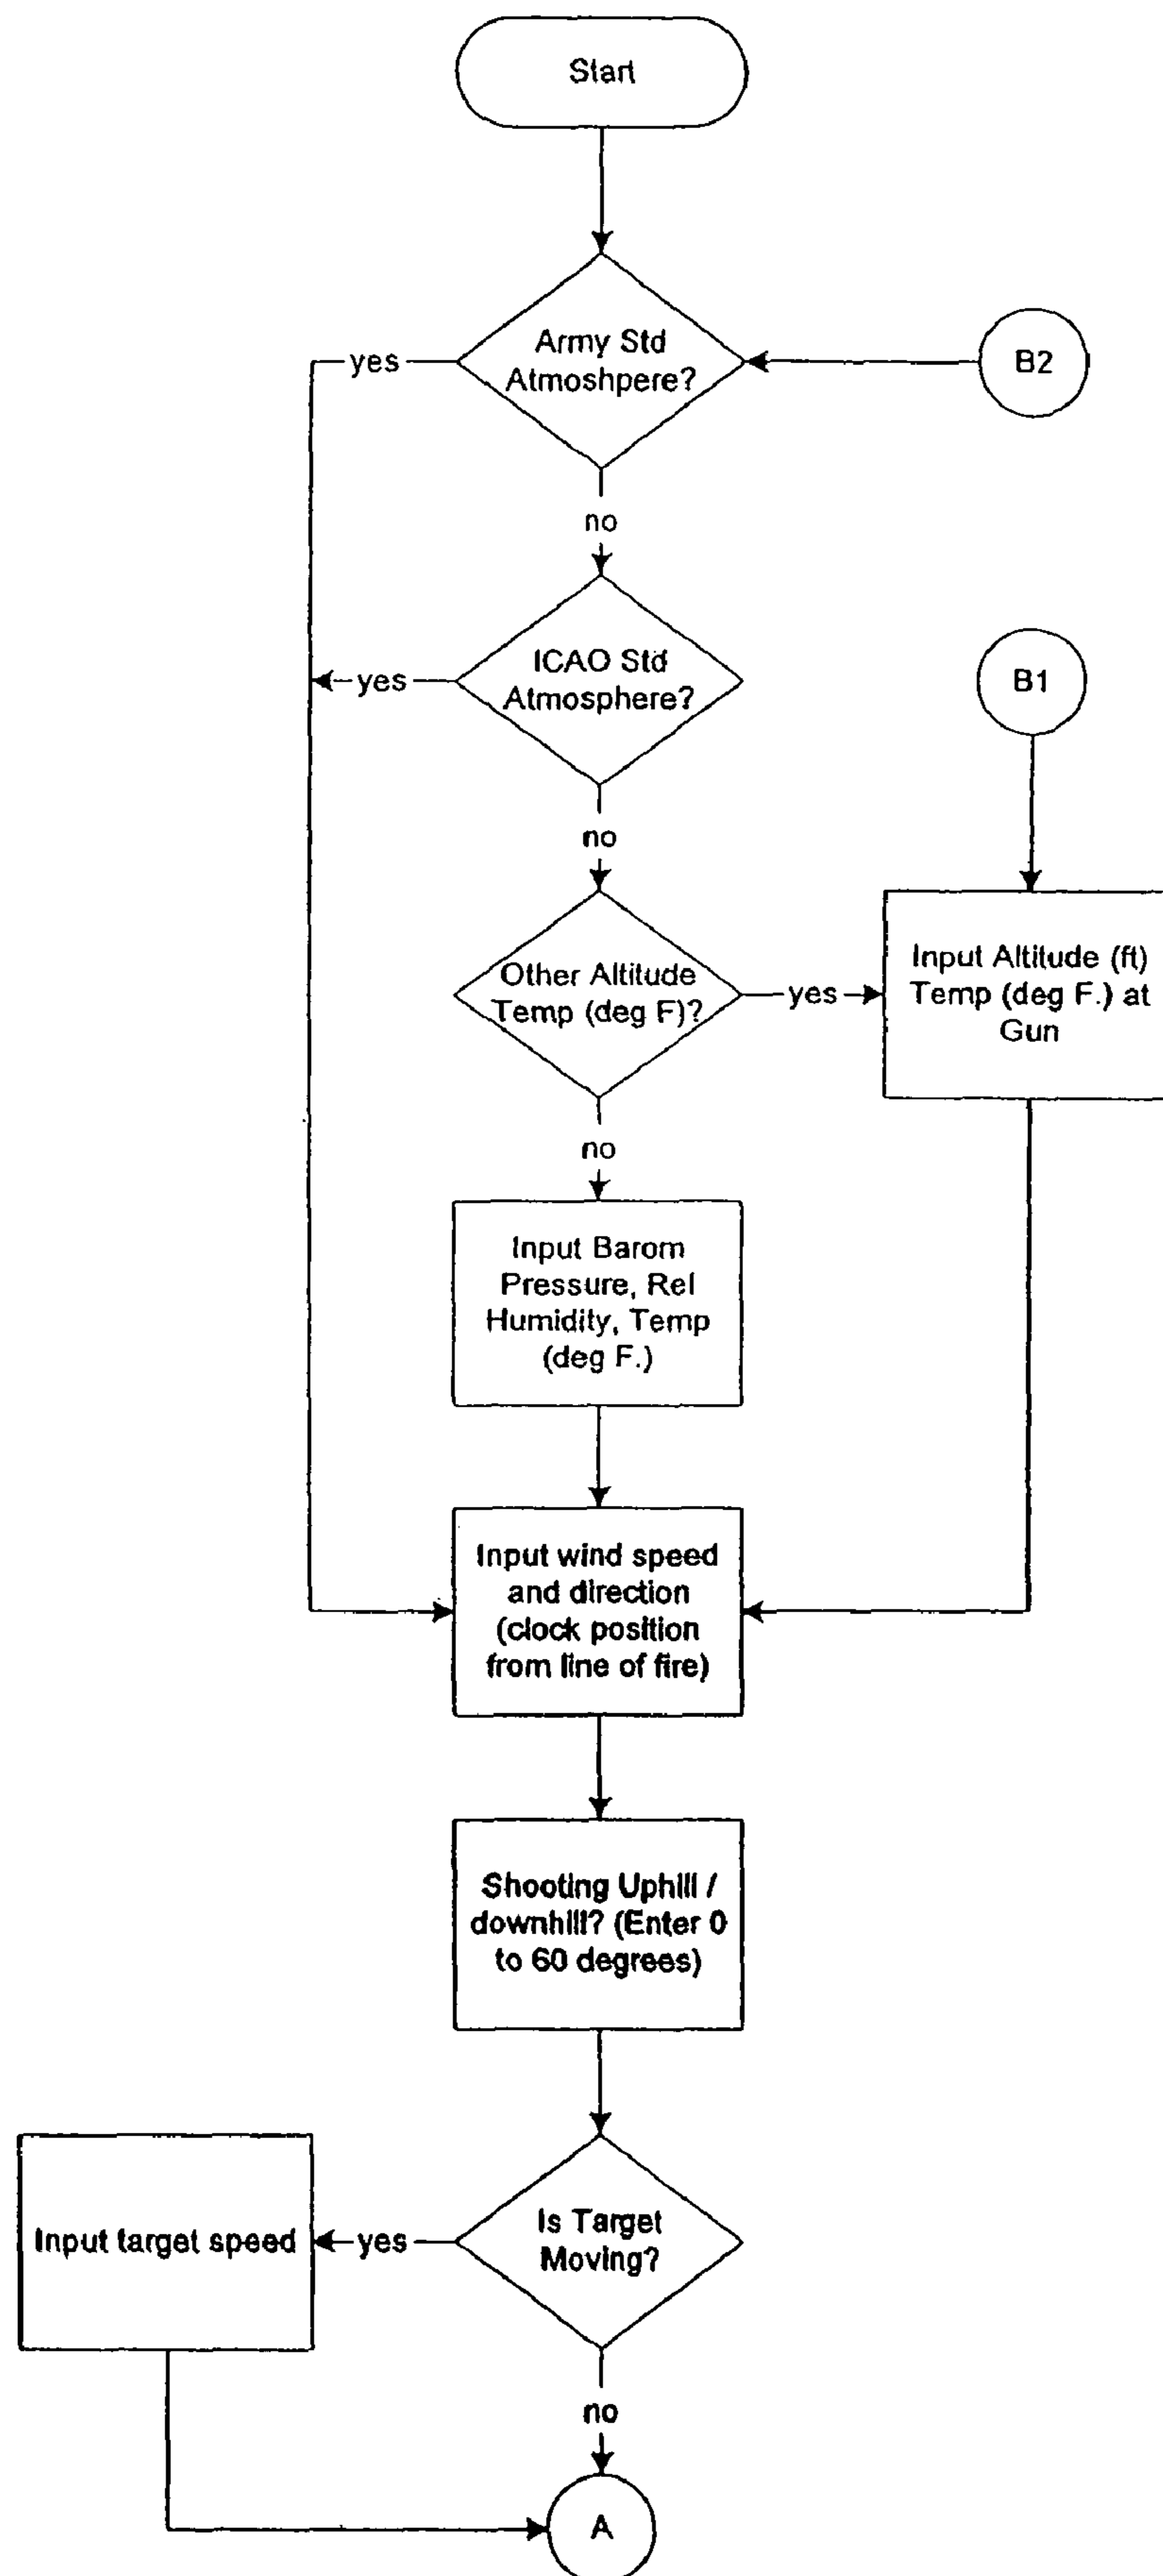 Start
Army Std
Atmoshpere?
yes
B2
no
ICAO Std
Atmosphere?
yes
B1
no
Other Altitude
Temp (deg F)?
yes
Input Altitude (ft)
Temp (deg F.) at
Gun
no
Input Barom
Pressure, Rel
Humidity, Temp
(deg F.)
Input wind speed
and direction
(clock position
from line of fire)
Shooting Uphill /
downhill? (Enter 0
to 60 degrees)
Is Target
Moving?
yes
Input target speed
no
A